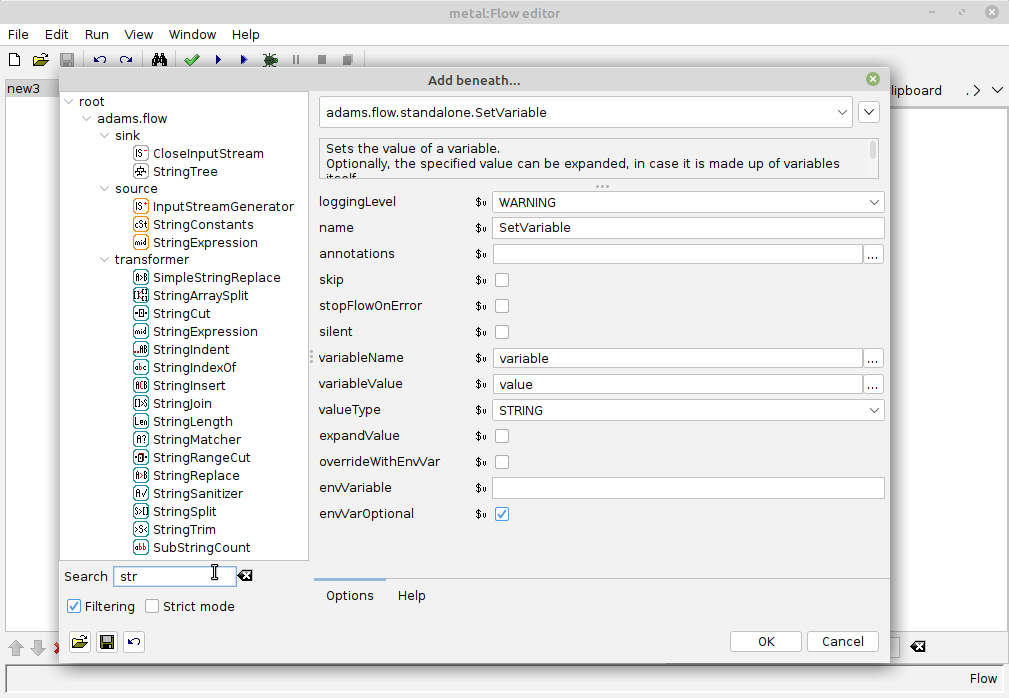 metal:Flow editor
File Edit Run View Window Help
new3
lipboard
Add beneath...
root
adams.flow
sink
CloseInputStream
StringTree
source
InputStreamGenerator
StringConstants
StringExpression
transformer
SimpleStringReplace
StringArraySplit
StringCut
StringExpression
StringIndent
StringIndexOf
StringInsert
StringJoin
StringLength
StringMatcher
StringRangeCut
StringReplace
StringSanitizer
StringSplit
StringTrim
SubStringCount
Search str
Filtering Strict mode
adams.flow.standalone.SetVariable
Sets the value of a variable.
Optionally, the specified value can be expanded, in case it is made up of variables
itself.
loggingLevel WARNING
name SetVariable
annotations ...
skip
stopFlowOnError
silent
variableName variable ...
variableValue value ...
valueType STRING
expandValue
overrideWithEnvVar
envVariable
envVarOptional
Options Help
OK Cancel
Flow